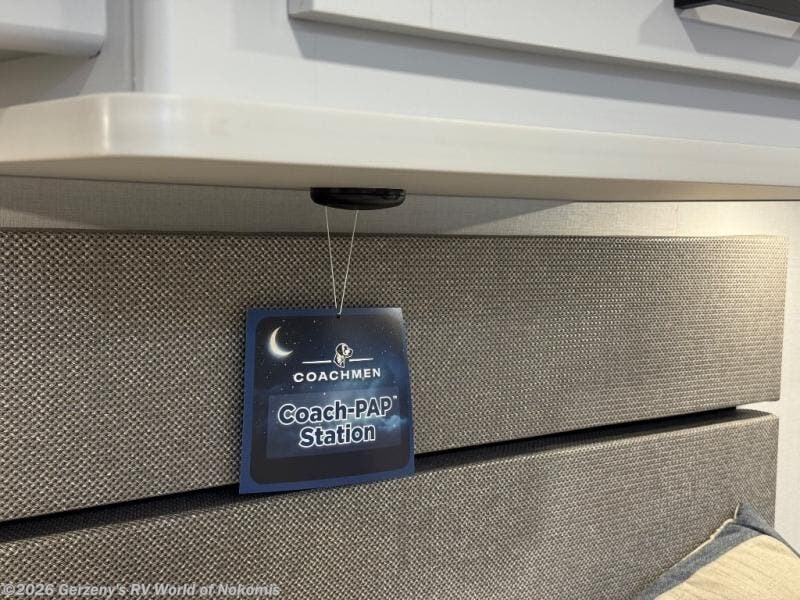 COACHMEN
Coach-PAP™
Station
©2026 Gerzeny's RV World of Nokomis